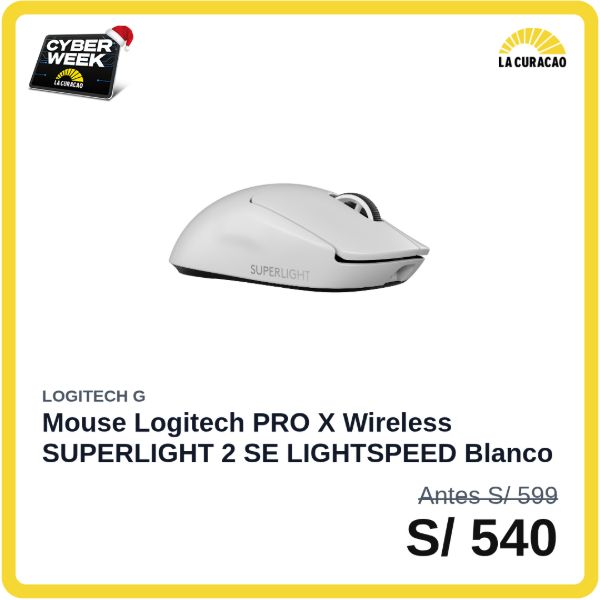 CYBER
WEEK
LA CURACAO
LA CURACAO
SUPERLIGHT
LOGITECH G
Mouse Logitech PRO X Wireless
SUPERLIGHT 2 SE LIGHTSPEED Blanco
Antes S/ 599
S/ 540